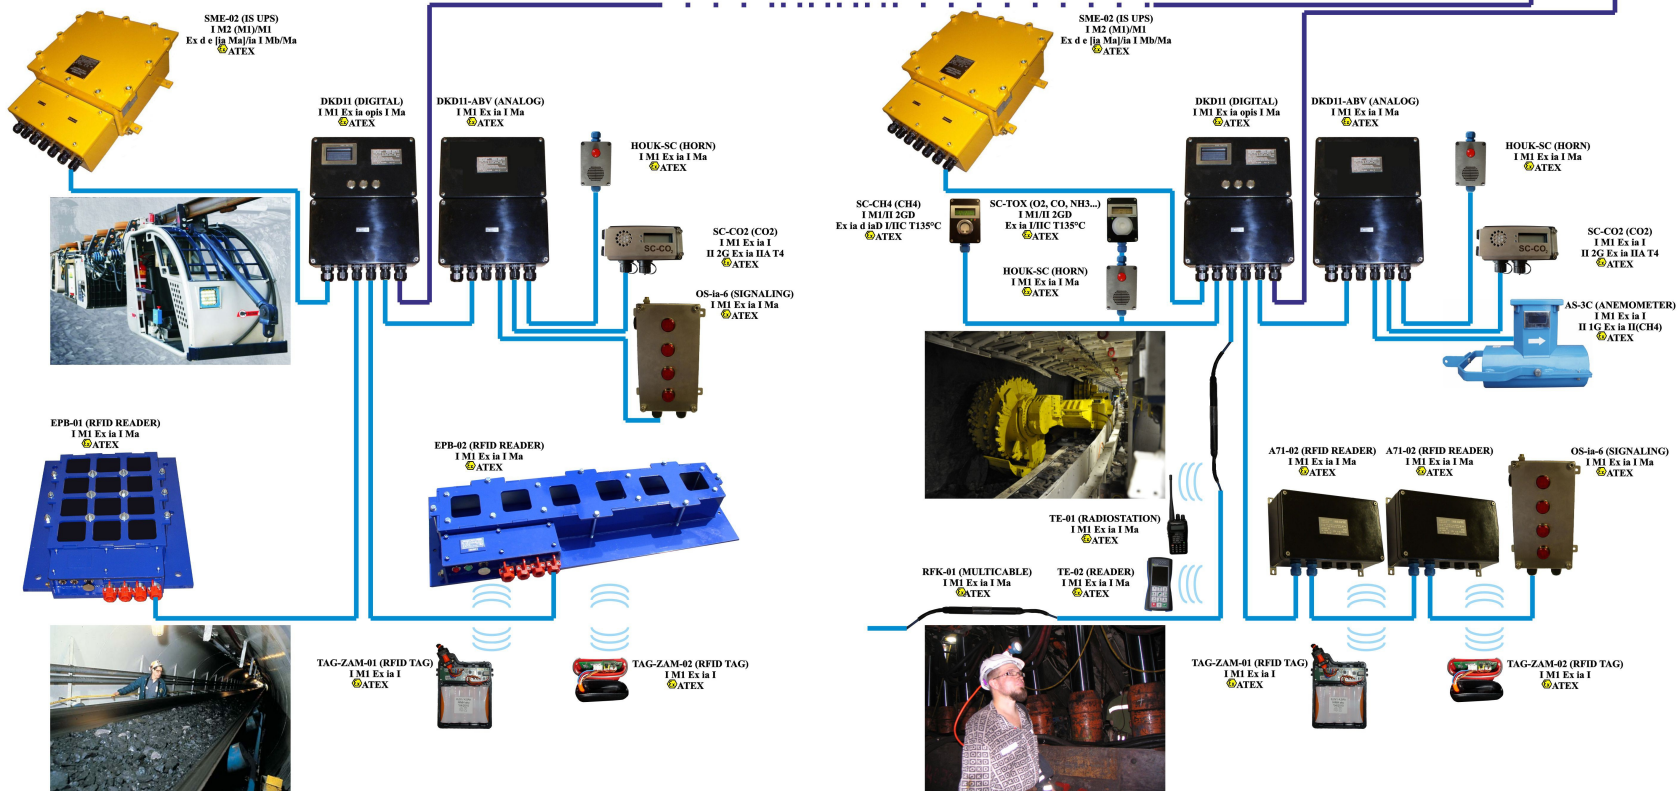 SME-02 (IS UPS)
I M2 (M1)/M1
Ex d e [ia Ma]/ia I Mb/Ma
ATEX
DKD11 (DIGITAL)
I M1 Ex ia opis I Ma
ATEX
DKD11-ABV (ANALOG)
I M1 Ex ia I Ma
ATEX
HOUK-SC (HORN)
I M1 Ex ia I Ma
ATEX
SC-CO2 (CO2)
I M1 Ex ia I
II 2G Ex ia IIA T4
ATEX
SC-CO₂
OS-ia-6 (SIGNALING)
I M1 Ex ia I Ma
ATEX
EPB-01 (RFID READER)
I M1 Ex ia I Ma
ATEX
EPB-02 (RFID READER)
I M1 Ex ia I Ma
ATEX
TAG-ZAM-01 (RFID TAG)
I M1 Ex ia I
ATEX
TAG-ZAM-02 (RFID TAG)
I M1 Ex ia I
ATEX
SME-02 (IS UPS)
I M2 (M1)/M1
Ex d e [ia Ma]/ia I Mb/Ma
ATEX
DKD11 (DIGITAL)
I M1 Ex ia opis I Ma
ATEX
DKD11-ABV (ANALOG)
I M1 Ex ia I Ma
ATEX
HOUK-SC (HORN)
I M1 Ex ia I Ma
ATEX
SC-CH4 (CH4)
I M1/II 2GD
Ex ia d iaD I/IIC T135°C
ATEX
SC-TOX (O2, CO, NH3...)
I M1/II 2GD
Ex ia I/IIC T135°C
ATEX
HOUK-SC (HORN)
I M1 Ex ia I Ma
ATEX
SC-CO2 (CO2)
I M1 Ex ia I
II 2G Ex ia IIA T4
ATEX
SC-CO₂
AS-3C (ANEMOMETER)
I M1 Ex ia I
II 1G Ex ia II(CH4)
ATEX
A71-02 (RFID READER)
I M1 Ex ia I Ma
ATEX
A71-02 (RFID READER)
I M1 Ex ia I Ma
ATEX
OS-ia-6 (SIGNALING)
I M1 Ex ia I Ma
ATEX
TE-01 (RADIOSTATION)
I M1 Ex ia I Ma
ATEX
RFK-01 (MULTICABLE)
I M1 Ex ia I Ma
ATEX
TE-02 (READER)
I M1 Ex ia I Ma
ATEX
TAG-ZAM-01 (RFID TAG)
I M1 Ex ia I
ATEX
TAG-ZAM-02 (RFID TAG)
I M1 Ex ia I
ATEX